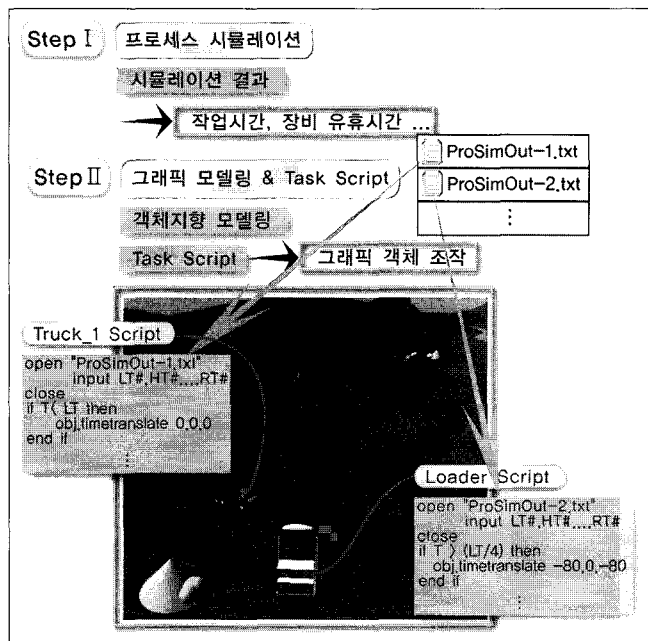 Step Ⅰ 프로세스 시뮬레이션
시뮬레이션 결과
작업시간, 장비 유휴시간 ...
ProSimOut-1.txt
ProSimOut-2.txt
⋮
Step Ⅱ 그래픽 모델링 & Task Script
객체지향 모델링
Task Script 그래픽 객체 조작
Truck_1 Script
open "ProSimOut-1.txt"
input LT#,HT#,...,RT#
close
if T< LT then
obj.timetranslate 0,0,0
end if
⋮
Loader Script
open "ProSimOut-2.txt"
input LT#,HT#,...,RT#
close
if T > (LT/4) then
obj.timetranslate -80,0,-80
end if
⋮